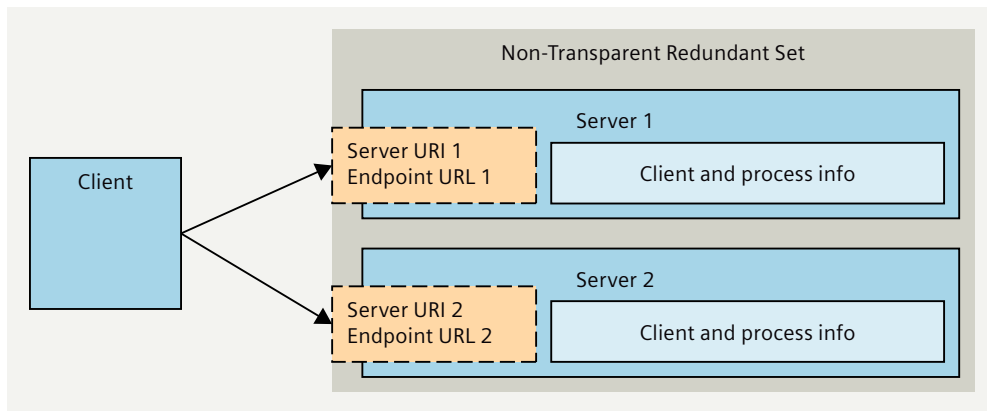 Non-Transparent Redundant Set
Client
Server 1
Server URI 1
Endpoint URL 1
Client and process info
Server 2
Server URI 2
Endpoint URL 2
Client and process info